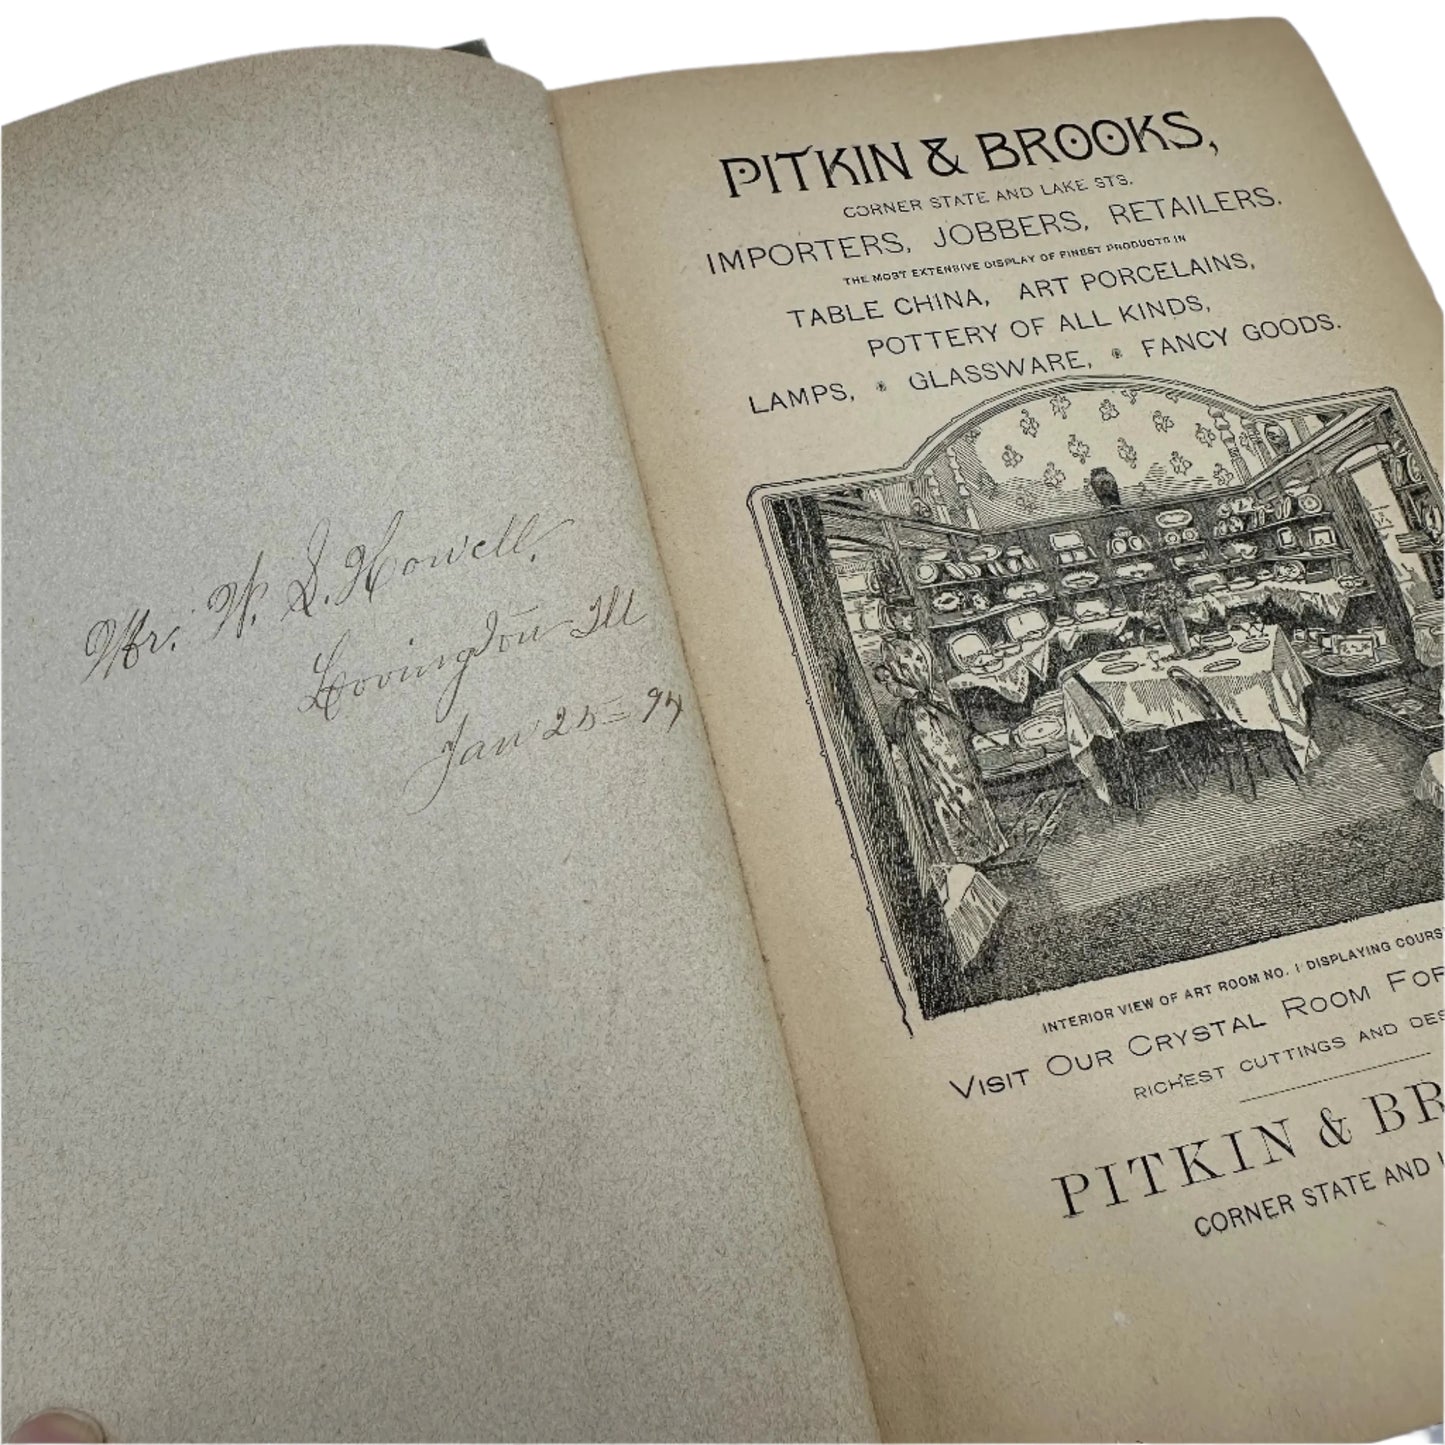 Mr. W. S. Howell.
Lovington Ill
Jan 25 = 94
PITKIN & BROOKS,
CORNER STATE AND LAKE STS.
IMPORTERS, JOBBERS, RETAILERS.
THE MOST EXTENSIVE DISPLAY OF FINEST PRODUCTS IN
TABLE CHINA, ART PORCELAINS,
POTTERY OF ALL KINDS,
LAMPS, * GLASSWARE, * FANCY GOODS.
INTERIOR VIEW OF ART ROOM NO. 1 DISPLAYING COURS
VISIT OUR CRYSTAL ROOM FOR
RICHEST CUTTINGS AND DES
PITKIN & BR
CORNER STATE AND